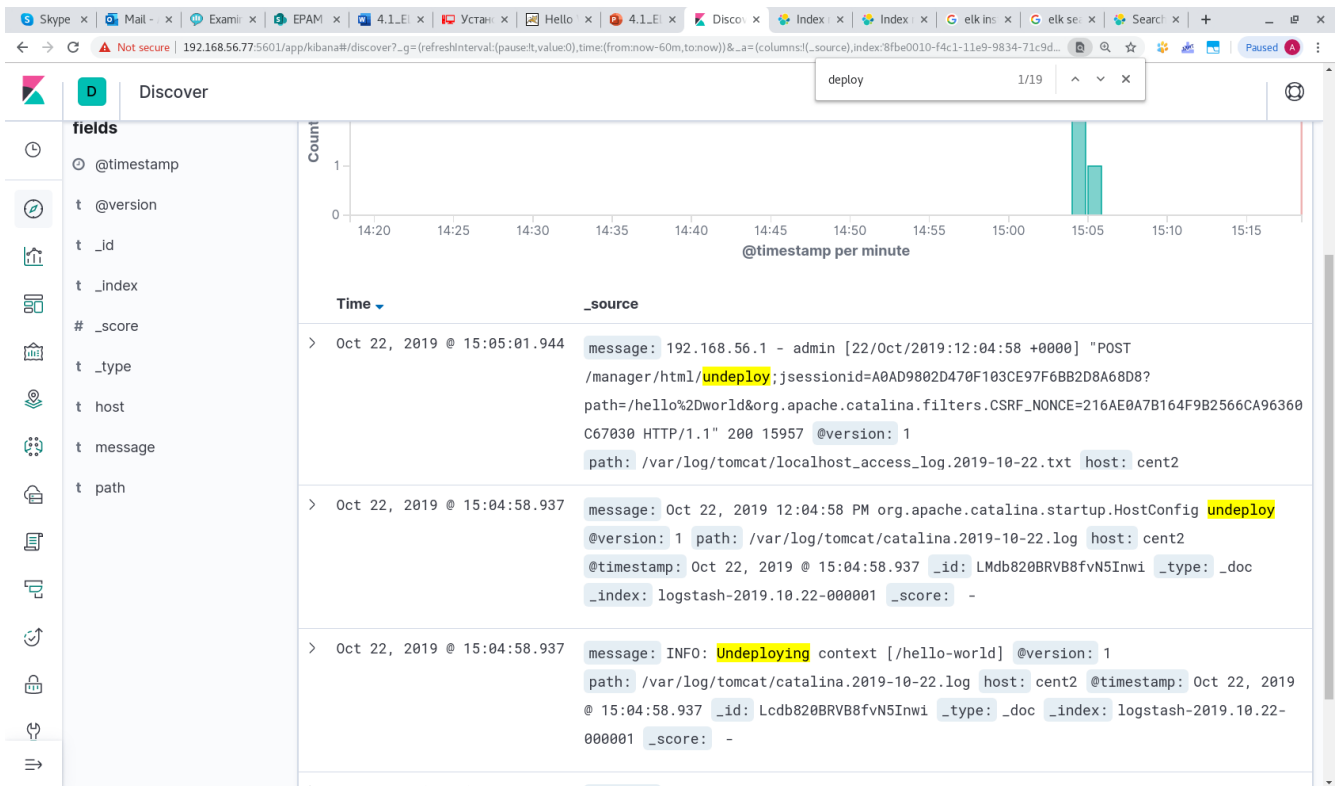 Skype
Mail - .
Examin
EPAM
4.1_El
Устано
Hello
4.1_El
Discov
Index
Index
elk ins
elk sea
Search
Not secure | 192.168.56.77:5601/app/kibana#/discover?_g=(refreshInterval:(pause:!t,value:0),time:(from:now-60m,to:now))&_a=(columns:!(_source),index:'8fbe0010-f4c1-11e9-9834-71c9d...
Paused A
deploy 1/19
D Discover
fields
@timestamp
t @version
t _id
t _index
# _score
t _type
t host
t message
t path
Count
1
0
14:20 14:25 14:30 14:35 14:40 14:45 14:50 14:55 15:00 15:05 15:10 15:15
@timestamp per minute
Time _source
Oct 22, 2019 @ 15:05:01.944
message: 192.168.56.1 - admin [22/Oct/2019:12:04:58 +0000] "POST
/manager/html/undeploy;jsessionid=A0AD9802D470F103CE97F6BB2D8A68D8?
path=/hello%2Dworld&org.apache.catalina.filters.CSRF_NONCE=216AE0A7B164F9B2566CA96360
C67030 HTTP/1.1" 200 15957 @version: 1
path: /var/log/tomcat/localhost_access_log.2019-10-22.txt host: cent2
Oct 22, 2019 @ 15:04:58.937
message: Oct 22, 2019 12:04:58 PM org.apache.catalina.startup.HostConfig undeploy
@version: 1 path: /var/log/tomcat/catalina.2019-10-22.log host: cent2
@timestamp: Oct 22, 2019 @ 15:04:58.937 _id: LMdb820BRVB8fvN5Inwi _type: _doc
_index: logstash-2019.10.22-000001 _score: -
Oct 22, 2019 @ 15:04:58.937
message: INFO: Undeploying context [/hello-world] @version: 1
path: /var/log/tomcat/catalina.2019-10-22.log host: cent2 @timestamp: Oct 22, 2019
@ 15:04:58.937 _id: Lcdb820BRVB8fvN5Inwi _type: _doc _index: logstash-2019.10.22-
000001 _score: -